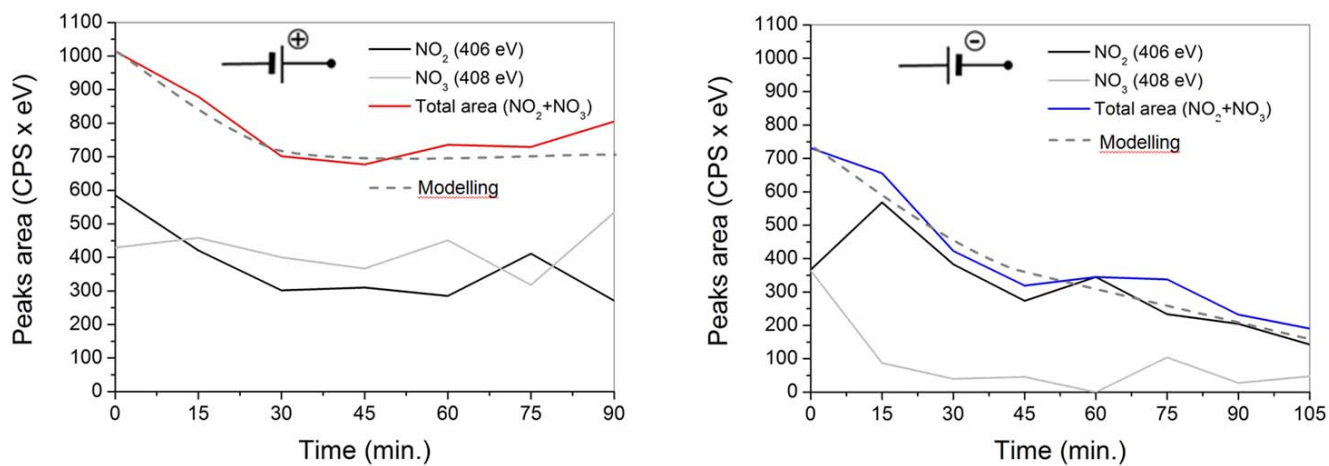 Peaks area (CPS x eV)
1100
1000
900
800
700
600
500
400
300
200
100
0
+
NO₂ (406 eV)
NO₃ (408 eV)
Total area (NO₂+NO₃)
Modelling
0 15 30 45 60 75 90
Time (min.)
Peaks area (CPS x eV)
1100
1000
900
800
700
600
500
400
300
200
100
0
−
NO₂ (406 eV)
NO₃ (408 eV)
Total area (NO₂+NO₃)
Modelling
0 15 30 45 60 75 90 105
Time (min.)